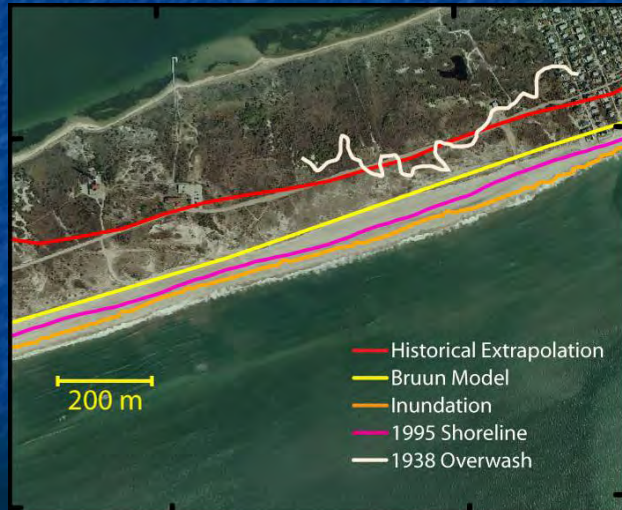 Historical Extrapolation
Bruun Model
Inundation
1995 Shoreline
1938 Overwash
200 m